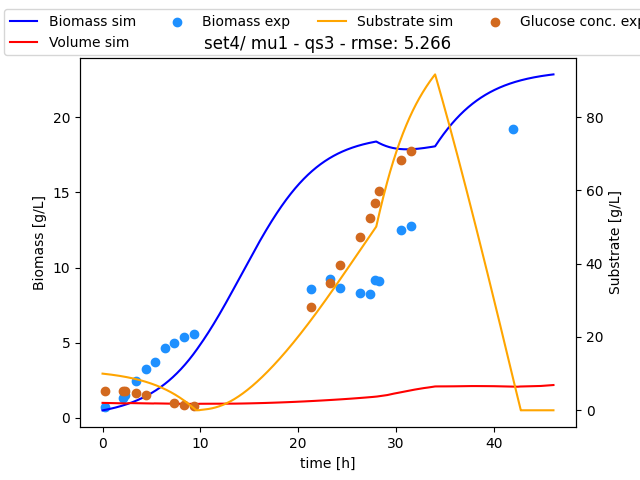 Biomass sim Biomass exp Substrate sim Glucose conc. exp
Volume sim
set4/ mu1 - qs3 - rmse: 5.266
Biomass [g/L]
20
15
10
5
0
0 10 20 30 40
time [h]
80
60
40
20
0
Substrate [g/L]